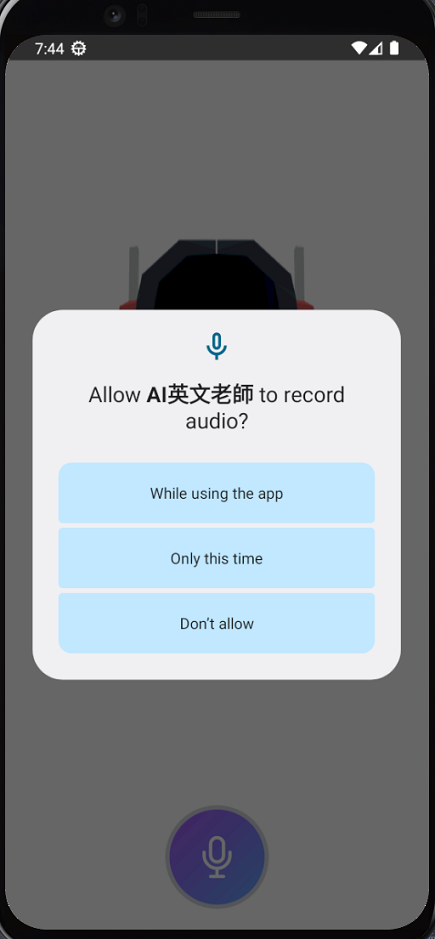 7:44
Allow AI英文老師 to record
audio?
While using the app
Only this time
Don't allow